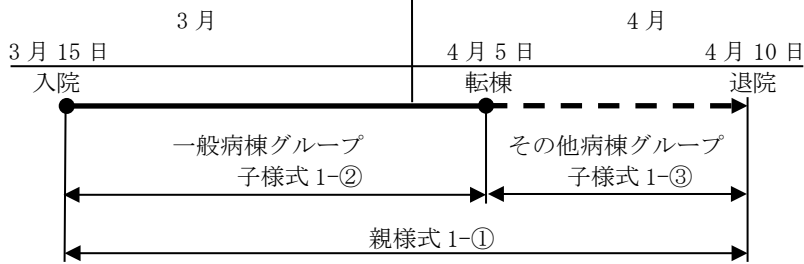 3月 4月
3月15日 4月5日 4月10日
入院 転棟 退院
一般病棟グループ その他病棟グループ
子様式1-② 子様式1-③
親様式1-①